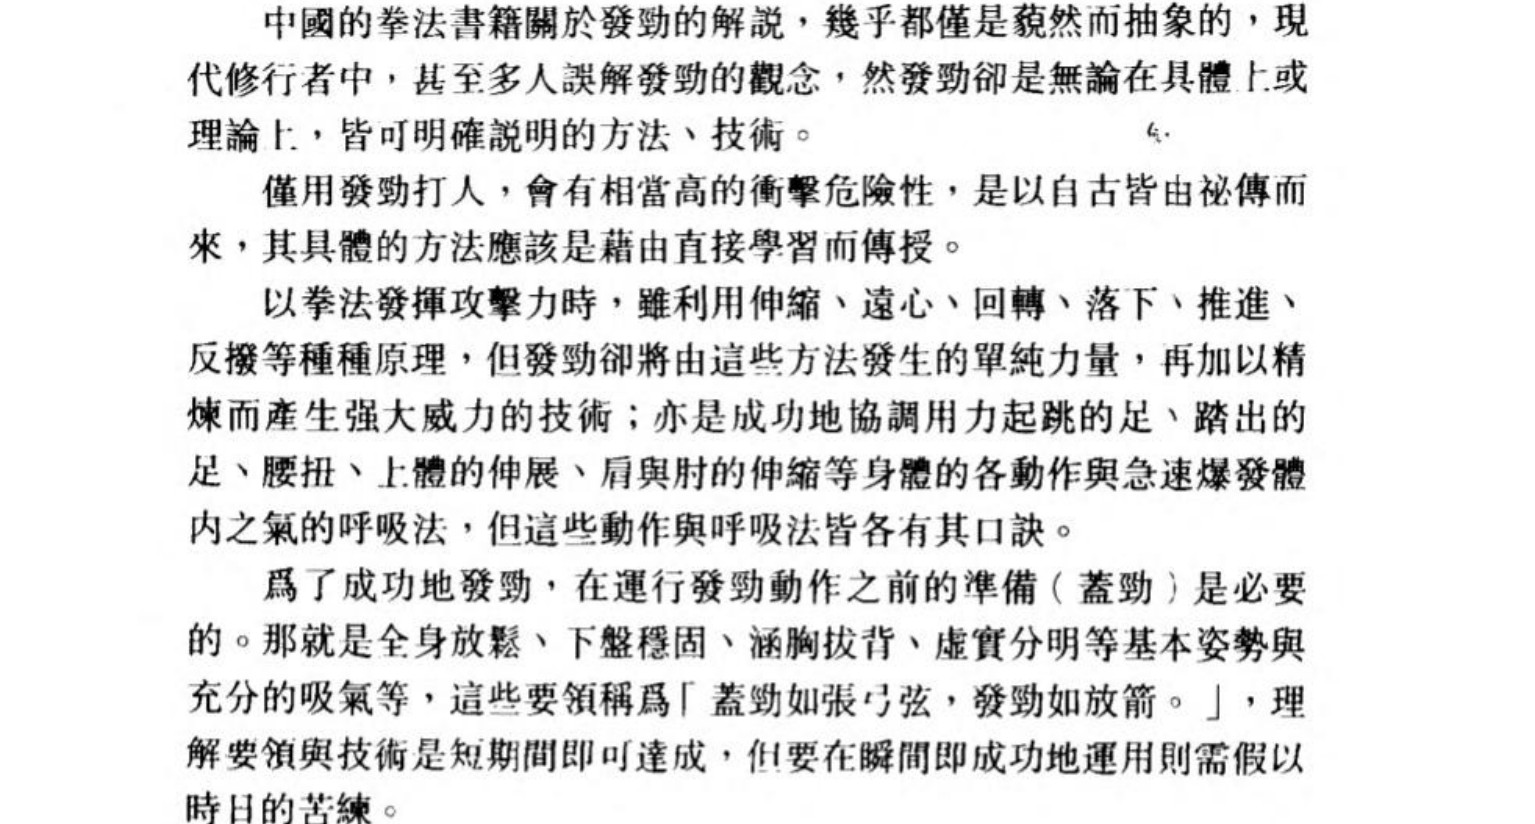 中國的拳法書籍關於發勁的解説，幾乎都僅是藐然而抽象的，現
代修行者中，甚至多人誤解發勁的觀念，然發勁卻是無論在具體上或
理論上，皆可明確説明的方法、技術。
僅用發勁打人，會有相當高的衝擊危險性，是以自古皆由祕傳而
來，其具體的方法應該是藉由直接學習而傳授。
以拳法發揮攻擊力時，雖利用伸縮、遠心、回轉、落下、推進、
反撥等種種原理，但發勁卻將由這些方法發生的單純力量，再加以精
煉而產生强大威力的技術；亦是成功地協調用力起跳的足、踏出的
足、腰扭、上體的伸展、肩與肘的伸縮等身體的各動作與急速爆發體
内之氣的呼吸法，但這些動作與呼吸法皆各有其口訣。
爲了成功地發勁，在運行發勁動作之前的準備（蓋勁）是必要
的。那就是全身放鬆、下盤穩固、涵胸拔背、虛實分明等基本姿勢與
充分的吸氣等，這些要領稱爲「蓋勁如張弓弦，發勁如放箭。」，理
解要領與技術是短期間即可達成，但要在瞬間即成功地運用則需假以
時日的苦練。